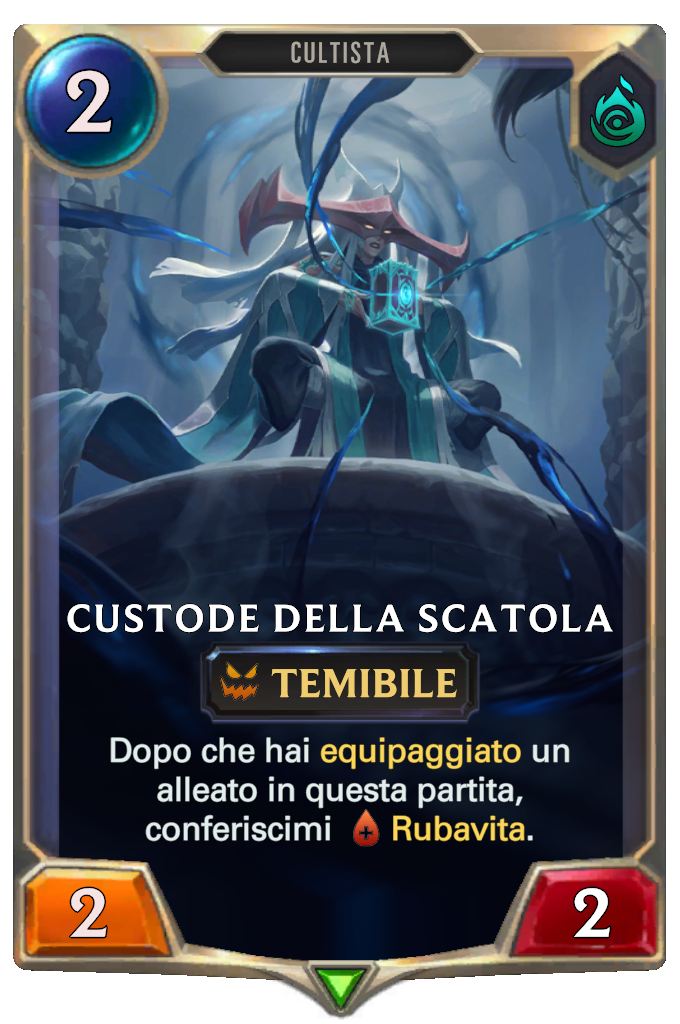 CULTISTA
2
CUSTODE DELLA SCATOLA
TEMIBILE
Dopo che hai equipaggiato un
alleato in questa partita,
conferiscimi Rubavita.
2
2